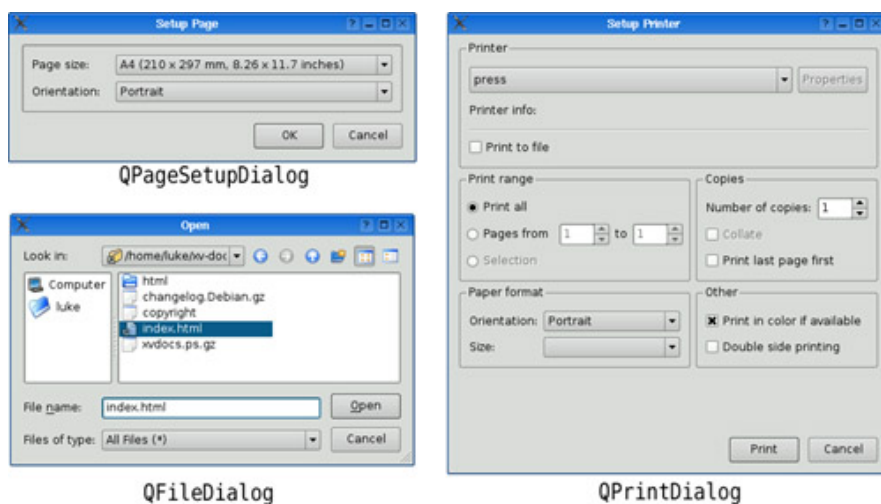 Setup Page
Page size: A4 (210 x 297 mm, 8.26 x 11.7 inches)
Orientation: Portrait
OK Cancel
QPageSetupDialog
Open
Look in: /home/luke/xv-doc
Computer
luke
html
changelog.Debian.gz
copyright
index.html
xvdocs.ps.gz
File name: index.html Open
Files of type: All Files (*) Cancel
QFileDialog
Setup Printer
Printer
press Properties
Printer info:
Print to file
Print range
Print all
Pages from 1 to 1
Selection
Copies
Number of copies: 1
Collate
Print last page first
Paper format
Orientation: Portrait
Size:
Other
Print in color if available
Double side printing
Print Cancel
QPrintDialog